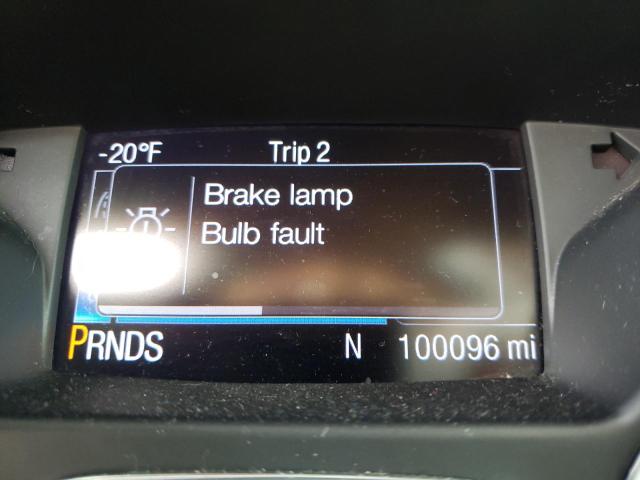 -20°F Trip 2
Brake lamp
Bulb fault
PRNDS N 100096 mi